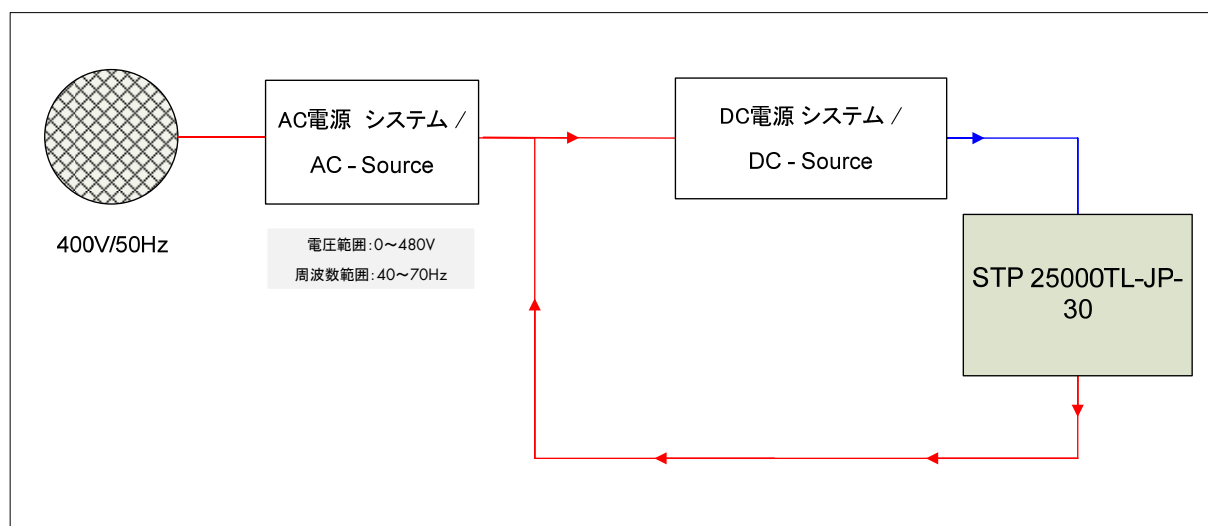 AC電源 システム /
AC - Source
DC電源 システム /
DC - Source
400V/50Hz
電圧範囲：0～480V
周波数範囲：40～70Hz
STP 25000TL-JP-
30